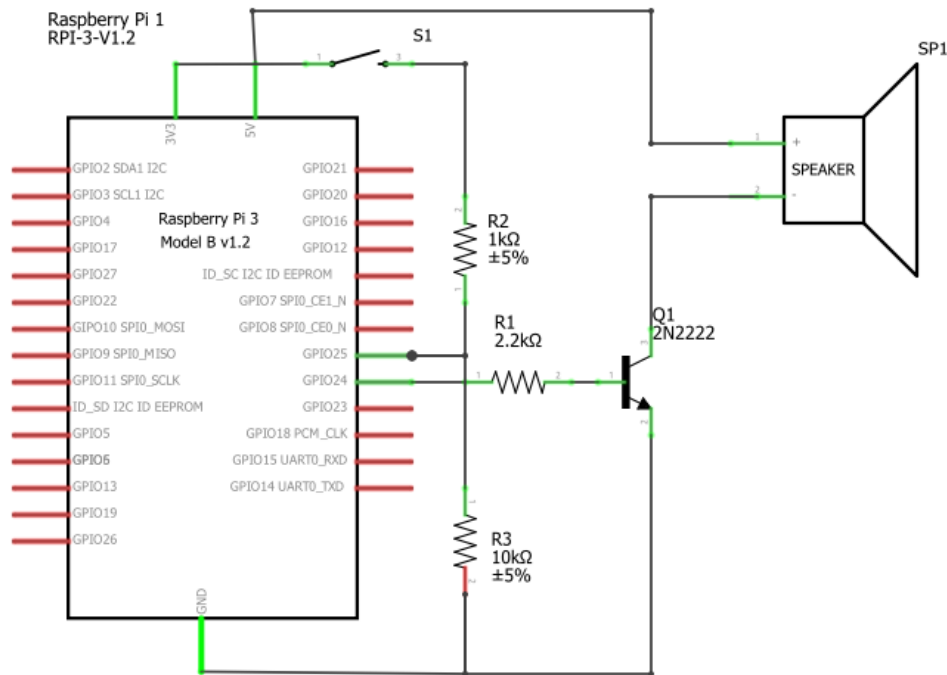 Raspberry Pi 1
RPI-3-V1.2
S1
1
3
SP1
3V3
5V
1
+
SPEAKER
2
-
GPIO2 SDA1 I2C
GPIO21
GPIO3 SCL1 I2C
GPIO20
GPIO4
Raspberry Pi 3
GPIO16
GPIO17
Model B v1.2
GPIO12
GPIO27
ID_SC I2C ID EEPROM
GPIO22
GPIO7 SPI0_CE1_N
GIPO10 SPI0_MOSI
GPIO8 SPI0_CE0_N
GPIO9 SPI0_MISO
GPIO25
GPIO11 SPI0_SCLK
GPIO24
ID_SD I2C ID EEPROM
GPIO23
GPIO5
GPIO18 PCM_CLK
GPIO6
GPIO15 UART0_RXD
GPIO13
GPIO14 UART0_TXD
GPIO19
GPIO26
GND
2
R2
1kΩ
±5%
1
R1
2.2kΩ
1
2
Q1
2N2222
3
1
2
1
R3
10kΩ
±5%
2